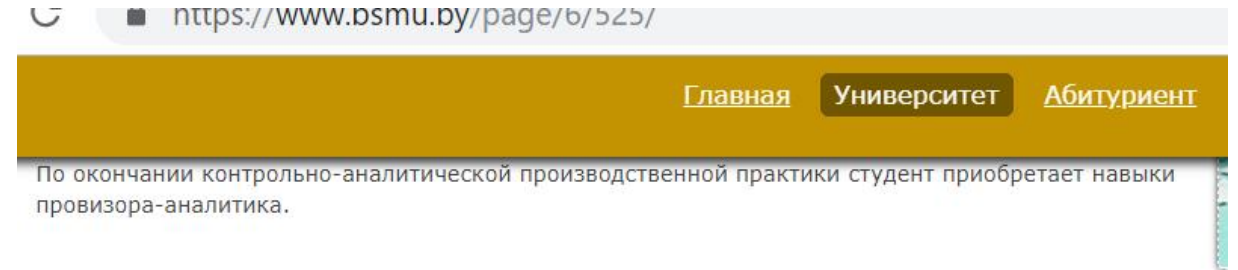 https://www.bsmu.by/page/6/525/
Главная Университет Абитуриент
По окончании контрольно-аналитической производственной практики студент приобретает навыки
провизора-аналитика.